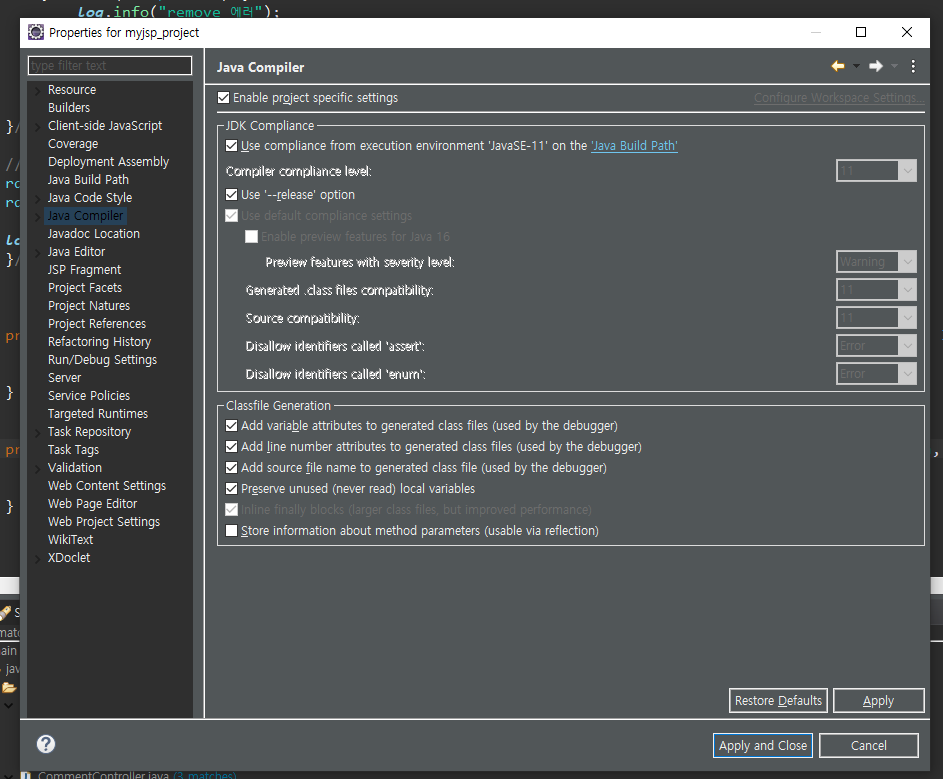 log.info("remove 에러");
Properties for myjsp_project
type filter text
Resource
Builders
Client-side JavaScript
Coverage
Deployment Assembly
Java Build Path
Java Code Style
Java Compiler
Javadoc Location
Java Editor
JSP Fragment
Project Facets
Project Natures
Project References
Refactoring History
Run/Debug Settings
Server
Service Policies
Targeted Runtimes
Task Repository
Task Tags
Validation
Web Content Settings
Web Page Editor
Web Project Settings
WikiText
XDoclet
Java Compiler
Enable project specific settings
Configure Workspace Settings...
JDK Compliance
Use compliance from execution environment 'JavaSE-11' on the 'Java Build Path'
Compiler compliance level: 11
Use '--release' option
Use default compliance settings
Enable preview features for Java 16
Preview features with severity level: Warning
Generated .class files compatibility: 11
Source compatibility: 11
Disallow identifiers called 'assert': Error
Disallow identifiers called 'enum': Error
Classfile Generation
Add variable attributes to generated class files (used by the debugger)
Add line number attributes to generated class files (used by the debugger)
Add source file name to generated class file (used by the debugger)
Preserve unused (never read) local variables
Inline finally blocks (larger class files, but improved performance)
Store information about method parameters (usable via reflection)
Restore Defaults Apply
Apply and Close Cancel
CommentController.java (3 matches)